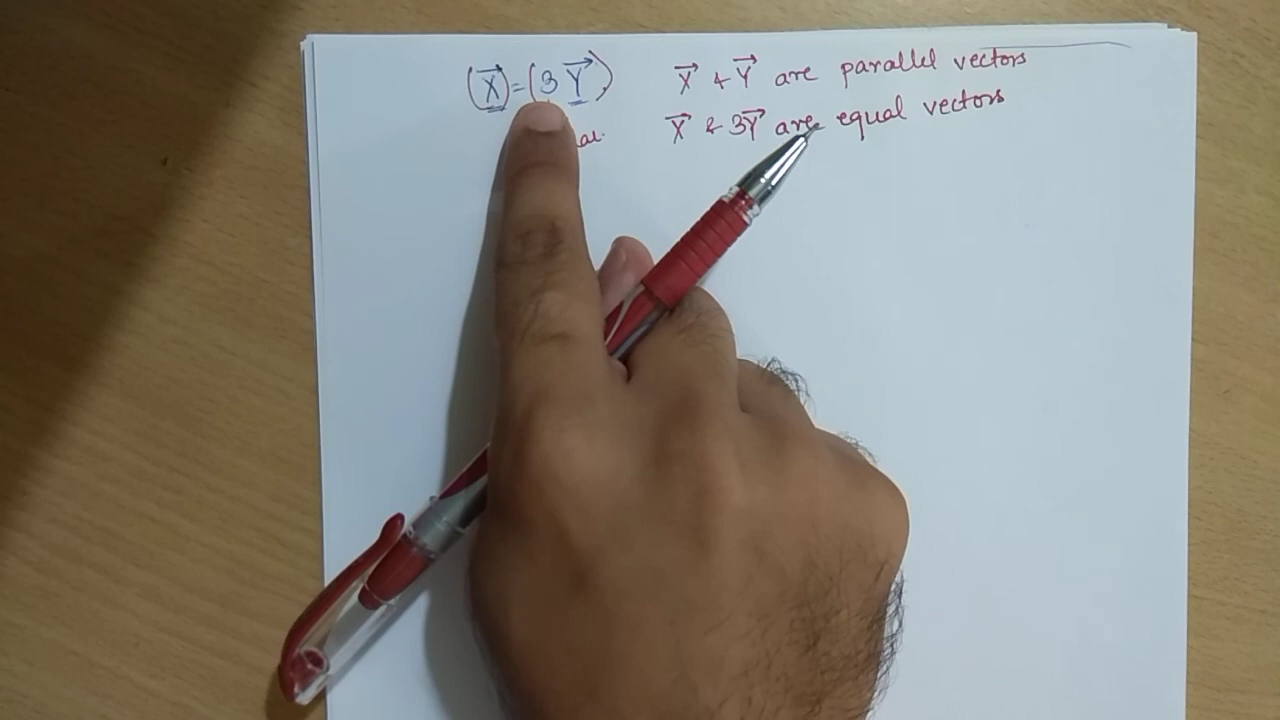 (X⃗) = (3 Y⃗) X⃗ & Y⃗ are parallel vectors
X⃗ & 3Y⃗ are equal vectors